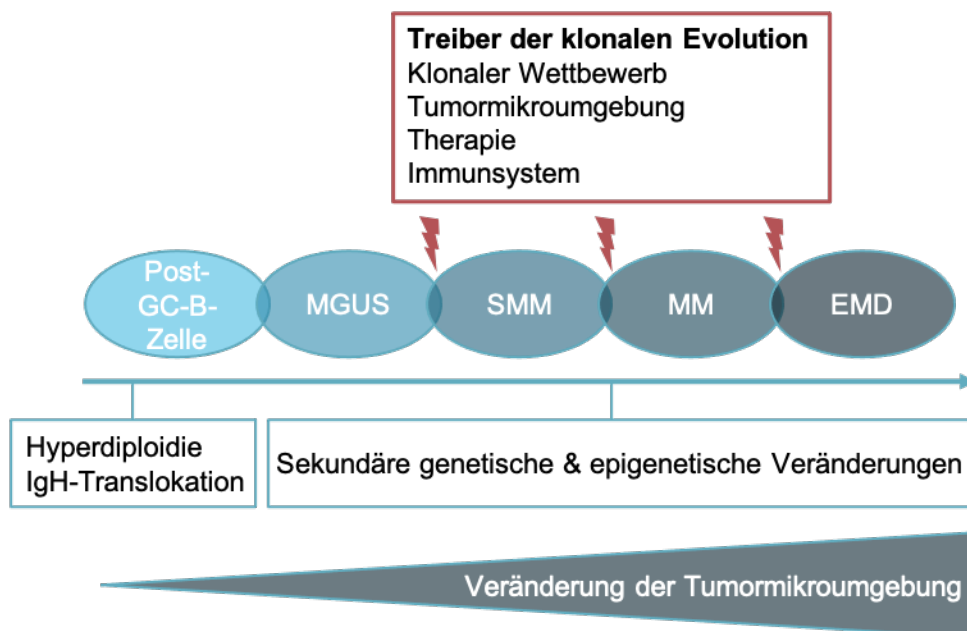 Treiber der klonalen Evolution
Klonaler Wettbewerb
Tumormikroumgebung
Therapie
Immunsystem
Post-
GC-B-
Zelle
MGUS
SMM
MM
EMD
Hyperdiploidie
IgH-Translokation
Sekundäre genetische & epigenetische Veränderungen
Veränderung der Tumormikroumgebung